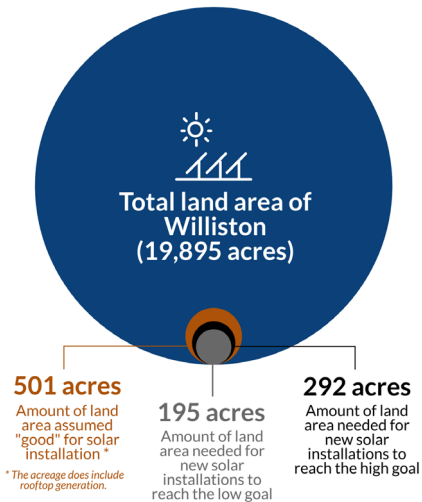 Total land area of
Williston
(19,895 acres)
501 acres
Amount of land
area assumed
"good" for solar
installation *
* The acreage does include
rooftop generation.
195 acres
Amount of land
area needed for
new solar
installations to
reach the low goal
292 acres
Amount of land
area needed for
new solar
installations to
reach the high goal